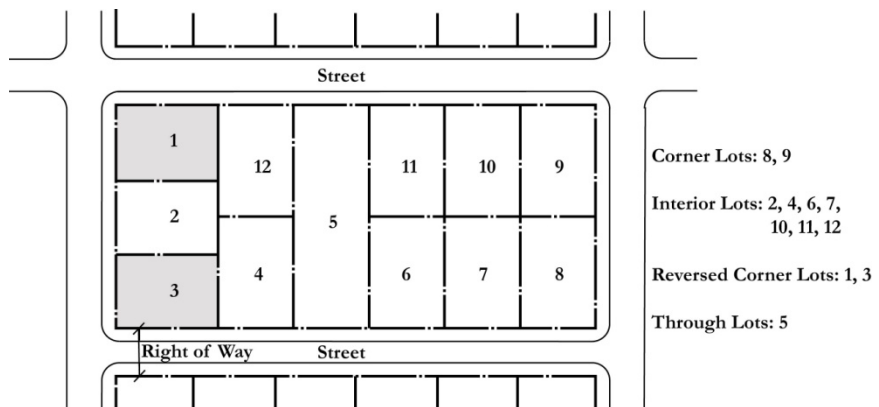 Street
1
12
11
10
9
2
5
4
6
7
8
3
Right of Way
Street
Corner Lots: 8, 9
Interior Lots: 2, 4, 6, 7,
10, 11, 12
Reversed Corner Lots: 1, 3
Through Lots: 5